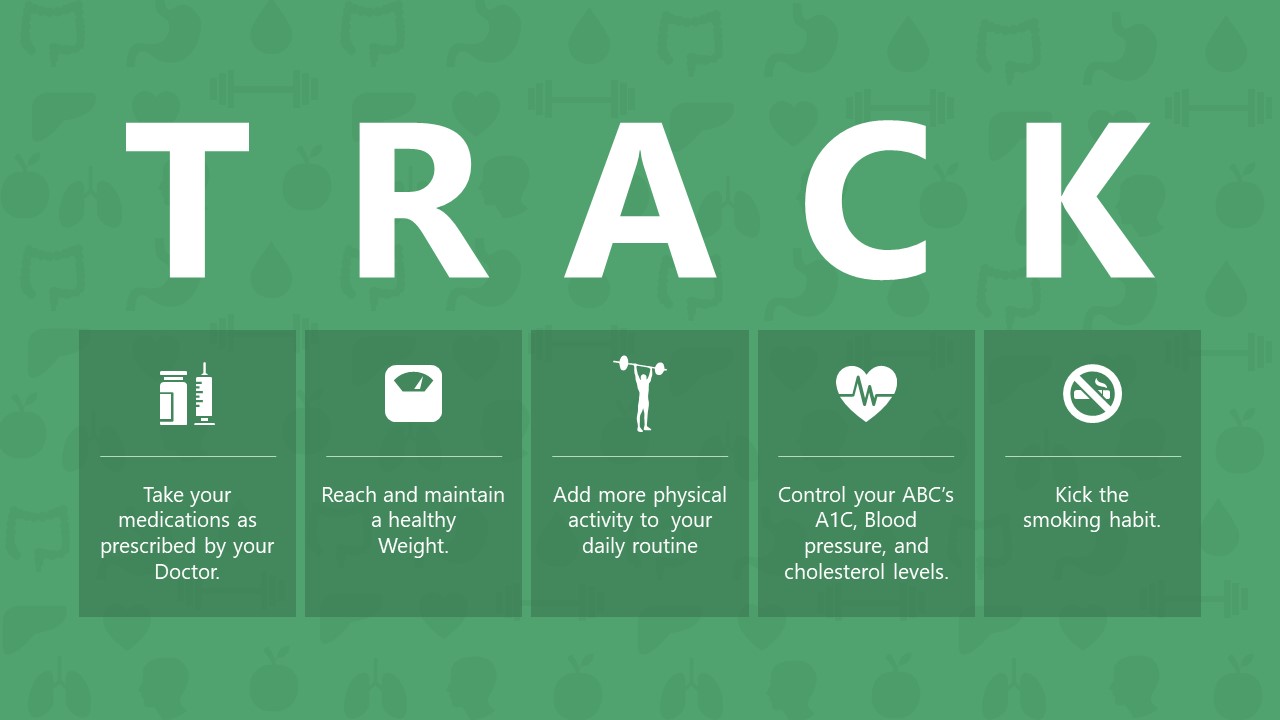 T R A C K
Take your
medications as
prescribed by your
Doctor.
Reach and maintain
a healthy
Weight.
Add more physical
activity to  your
daily routine
Control your ABC’s
A1C, Blood
pressure, and
cholesterol levels.
Kick the
smoking habit.